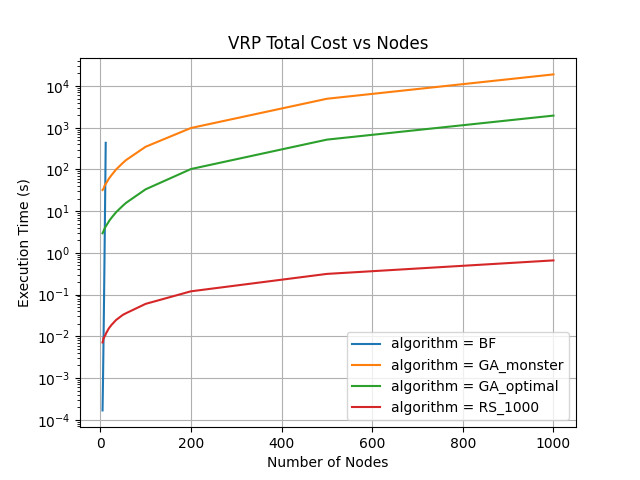 VRP Total Cost vs Nodes
Execution Time (s)
10⁴
10³
10²
10¹
10⁰
10⁻¹
10⁻²
10⁻³
10⁻⁴
algorithm = BF
algorithm = GA_monster
algorithm = GA_optimal
algorithm = RS_1000
0 200 400 600 800 1000
Number of Nodes